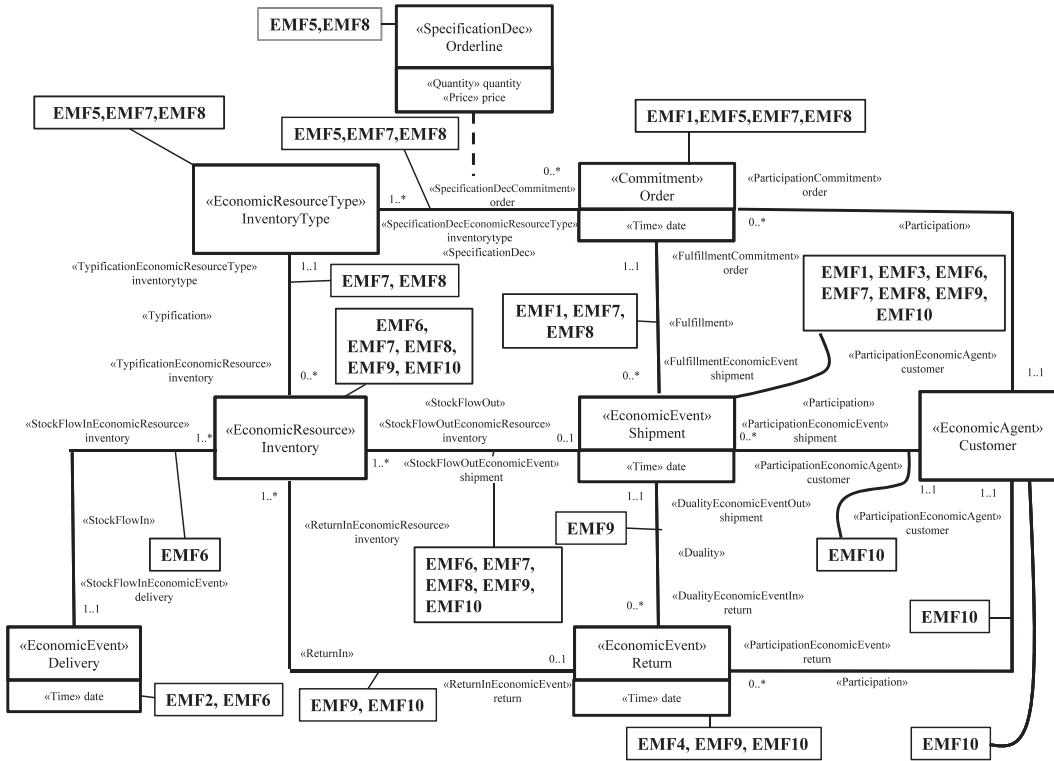 EMF5,EMF8
«SpecificationDec»
Orderline
«Quantity» quantity
«Price» price
EMF5,EMF7,EMF8
EMF5,EMF7,EMF8
EMF1,EMF5,EMF7,EMF8
«EconomicResourceType»
InventoryType
1..*
0..*
«SpecificationDecCommitment»
order
«SpecificationDecEconomicResourceType»
inventorytype
«SpecificationDec»
«Commitment»
Order
«Time» date
«ParticipationCommitment»
order
0..*
«Participation»
«TypificationEconomicResourceType»
inventorytype
1..1
EMF7, EMF8
«Typification»
«TypificationEconomicResource»
inventory
0..*
EMF6,
EMF7, EMF8,
EMF9, EMF10
1..1
«FulfillmentCommitment»
order
EMF1, EMF7,
EMF8
«Fulfillment»
«FulfillmentEconomicEvent»
shipment
0..*
EMF1, EMF3, EMF6,
EMF7, EMF8, EMF9,
EMF10
«ParticipationEconomicAgent»
customer
1..1
«StockFlowInEconomicResource»
inventory
1..*
«EconomicResource»
Inventory
«StockFlowOut»
«StockFlowOutEconomicResource»
inventory
0..1
1..*
«StockFlowOutEconomicEvent»
shipment
«EconomicEvent»
Shipment
«Time» date
«Participation»
«ParticipationEconomicEvent»
shipment
0..*
«ParticipationEconomicAgent»
customer
1..1
1..1
«EconomicAgent»
Customer
1..*
«StockFlowIn»
EMF6
«StockFlowInEconomicEvent»
delivery
1..1
«ReturnInEconomicResource»
inventory
EMF6, EMF7,
EMF8, EMF9,
EMF10
1..1
«DualityEconomicEventOut»
shipment
EMF9
«Duality»
«DualityEconomicEventIn»
return
0..*
«ParticipationEconomicAgent»
customer
EMF10
EMF10
«EconomicEvent»
Delivery
«Time» date
EMF2, EMF6
«ReturnIn»
0..1
«ReturnInEconomicEvent»
return
EMF9, EMF10
«EconomicEvent»
Return
«Time» date
«ParticipationEconomicEvent»
return
0..*
«Participation»
EMF4, EMF9, EMF10
EMF10